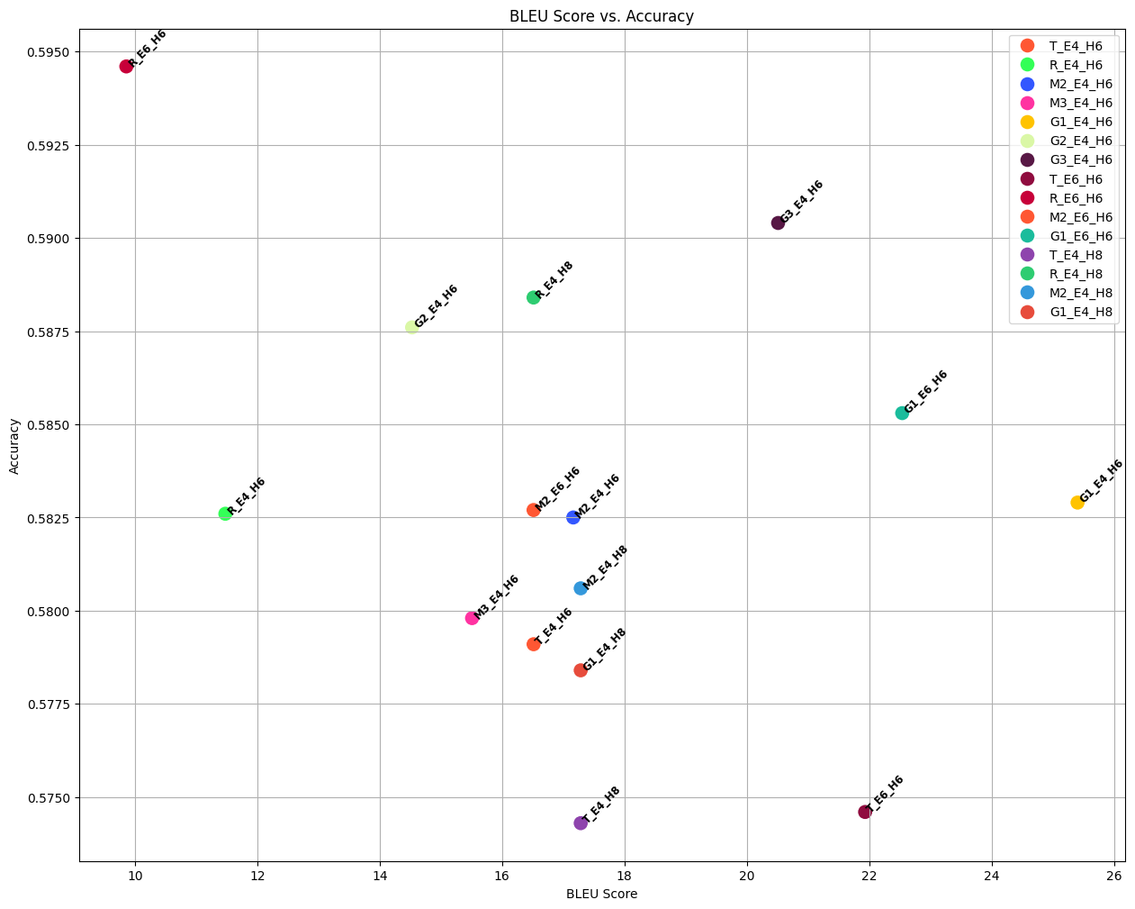 BLEU Score vs. Accuracy
0.5950
0.5925
0.5900
0.5875
0.5850
0.5825
0.5800
0.5775
0.5750
Accuracy
R_E6_H6
G3_E4_H6
R_E4_H8
G2_E4_H6
G1_E6_H6
G1_E4_H6
R_E4_H6
M2_E6_H6
M2_E4_H6
M2_E4_H8
M3_E4_H6
T_E4_H6
G1_E4_H8
T_E4_H8
T_E6_H6
T_E4_H6
R_E4_H6
M2_E4_H6
M3_E4_H6
G1_E4_H6
G2_E4_H6
G3_E4_H6
T_E6_H6
R_E6_H6
M2_E6_H6
G1_E6_H6
T_E4_H8
R_E4_H8
M2_E4_H8
G1_E4_H8
10 12 14 16 18 20 22 24 26
BLEU Score